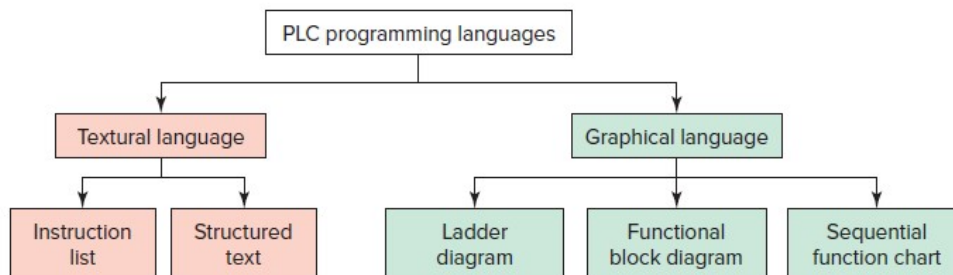 PLC programming languages
Textural language
Graphical language
Instruction
list
Structured
text
Ladder
diagram
Functional
block diagram
Sequential
function chart